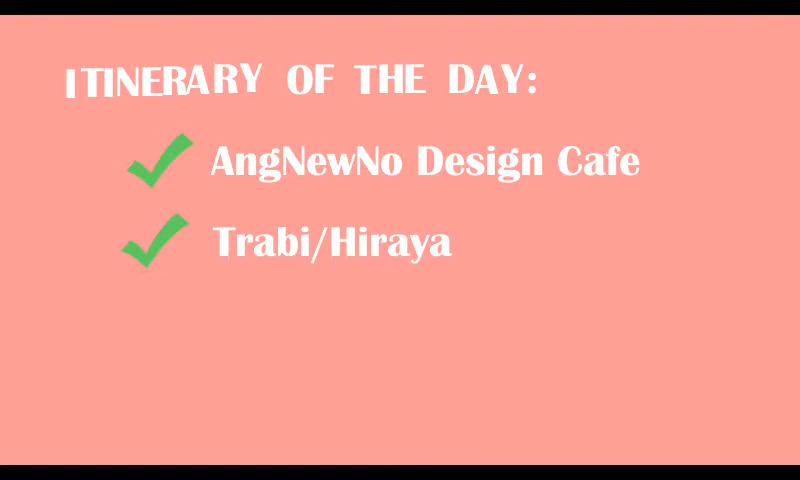 ITINERARY OF THE DAY:
AngNewNo Design Cafe
Trabi/Hiraya